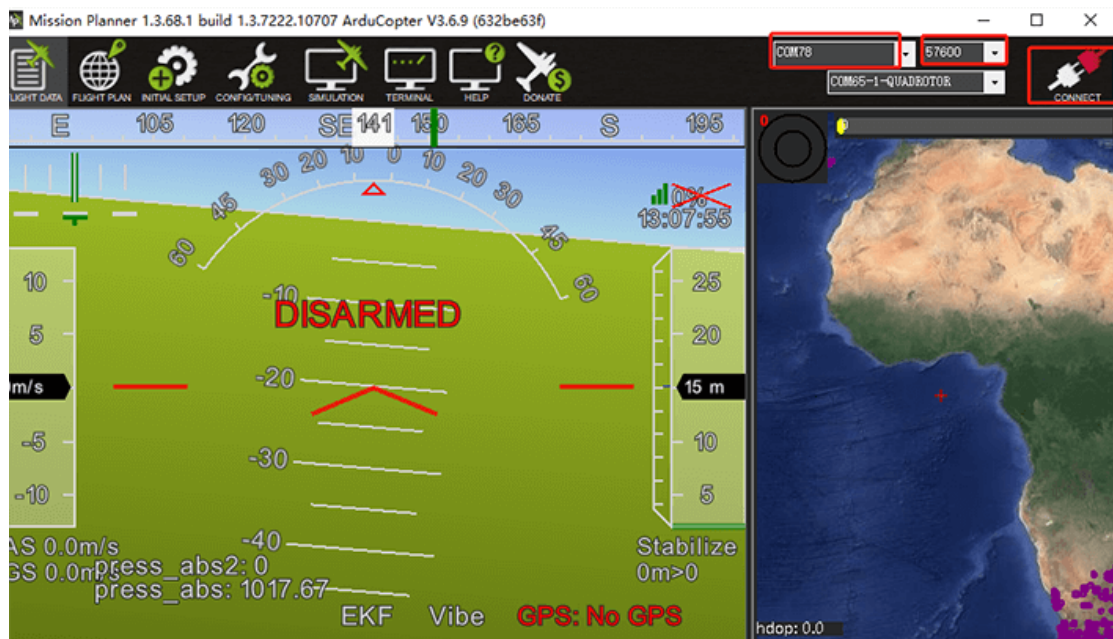 Mission Planner 1.3.68.1 build 1.3.7222.10707 ArduCopter V3.6.9 (632be63f)
COM78 57600
COM65-1-QUADROTOR
LIGHT DATA FLIGHT PLAN INITIAL SETUP CONFIG/TUNING SIMULATION TERMINAL HELP DONATE CONNECT
E 105 120 SE 141 150 165 S 195
0
60 45 30 20 10 0 10 20 30 45 60
0%
13:07:55
-10
DISARMED
10 25
5 20
m/s -20 15 m
-5 10
-30
-10 5
-40
AS 0.0m/s Stabilize
GS 0.0m/s 0m>0
press_abs2: 0
press_abs: 1017.67
EKF Vibe GPS: No GPS
hdop: 0.0